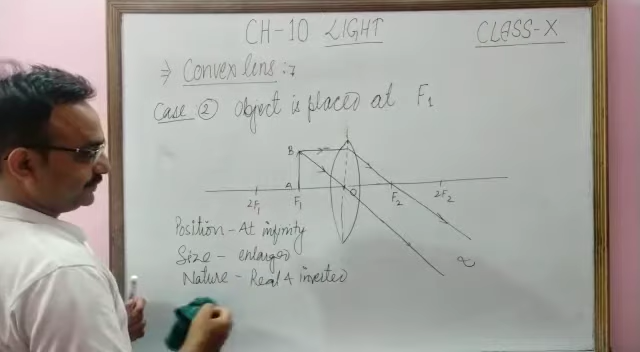 CH-10 LIGHT
CLASS-X
⇒ Convex lens :-
Case ② Object is placed at F₁
B
A
2F₁ F₁ O F₂ 2F₂
Position - At infinity
Size - enlarged
Nature - Real & inverted